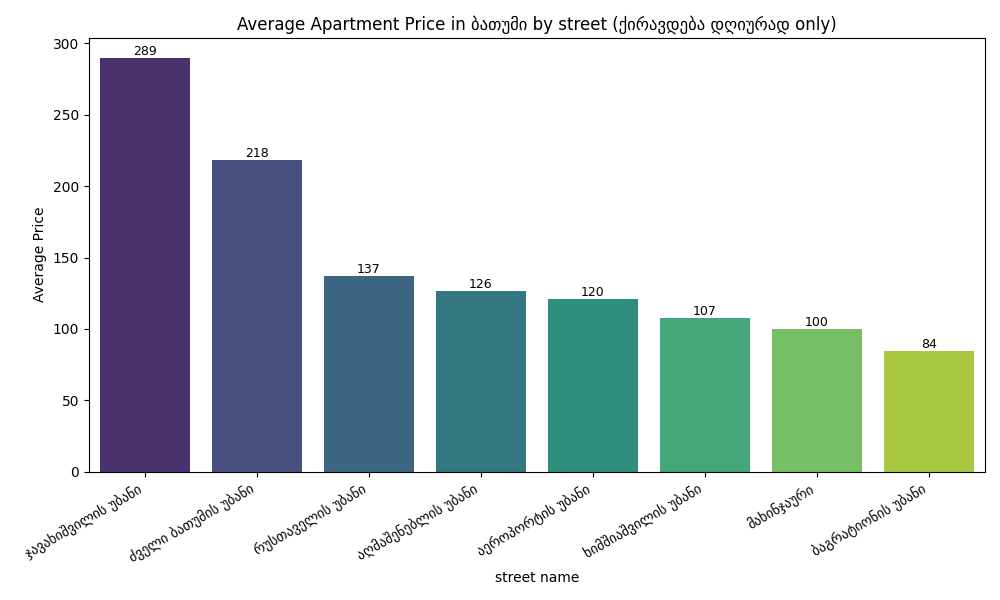 Average Apartment Price in ბათუმი by street (ქირავდება დღიურად only)
300
250
200
150
100
50
0
Average Price
289
218
137
126
120
107
100
84
ჯავახიშვილის უბანი
ძველი ბათუმის უბანი
რუსთაველის უბანი
აღმაშენებლის უბანი
აეროპორტის უბანი
ხიმშიაშვილის უბანი
მახინჯაური
ბაგრატიონის უბანი
street name